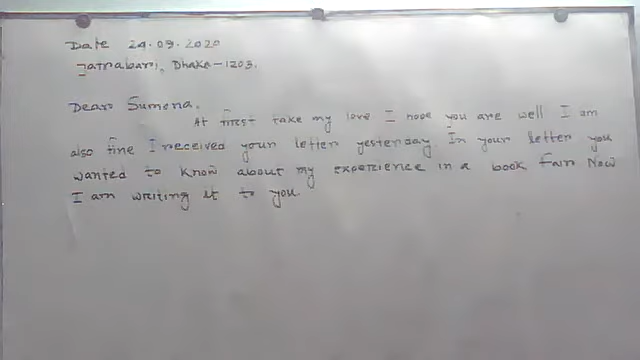 Date 24.09.2020
Jatrabari, Dhaka-1203.
Dear Sumona.
At first take my love I hope you are well I am
also fine I received your letter yesterday. In your letter you
wanted to know about my experience in a book fair Now
I am writing it to you.